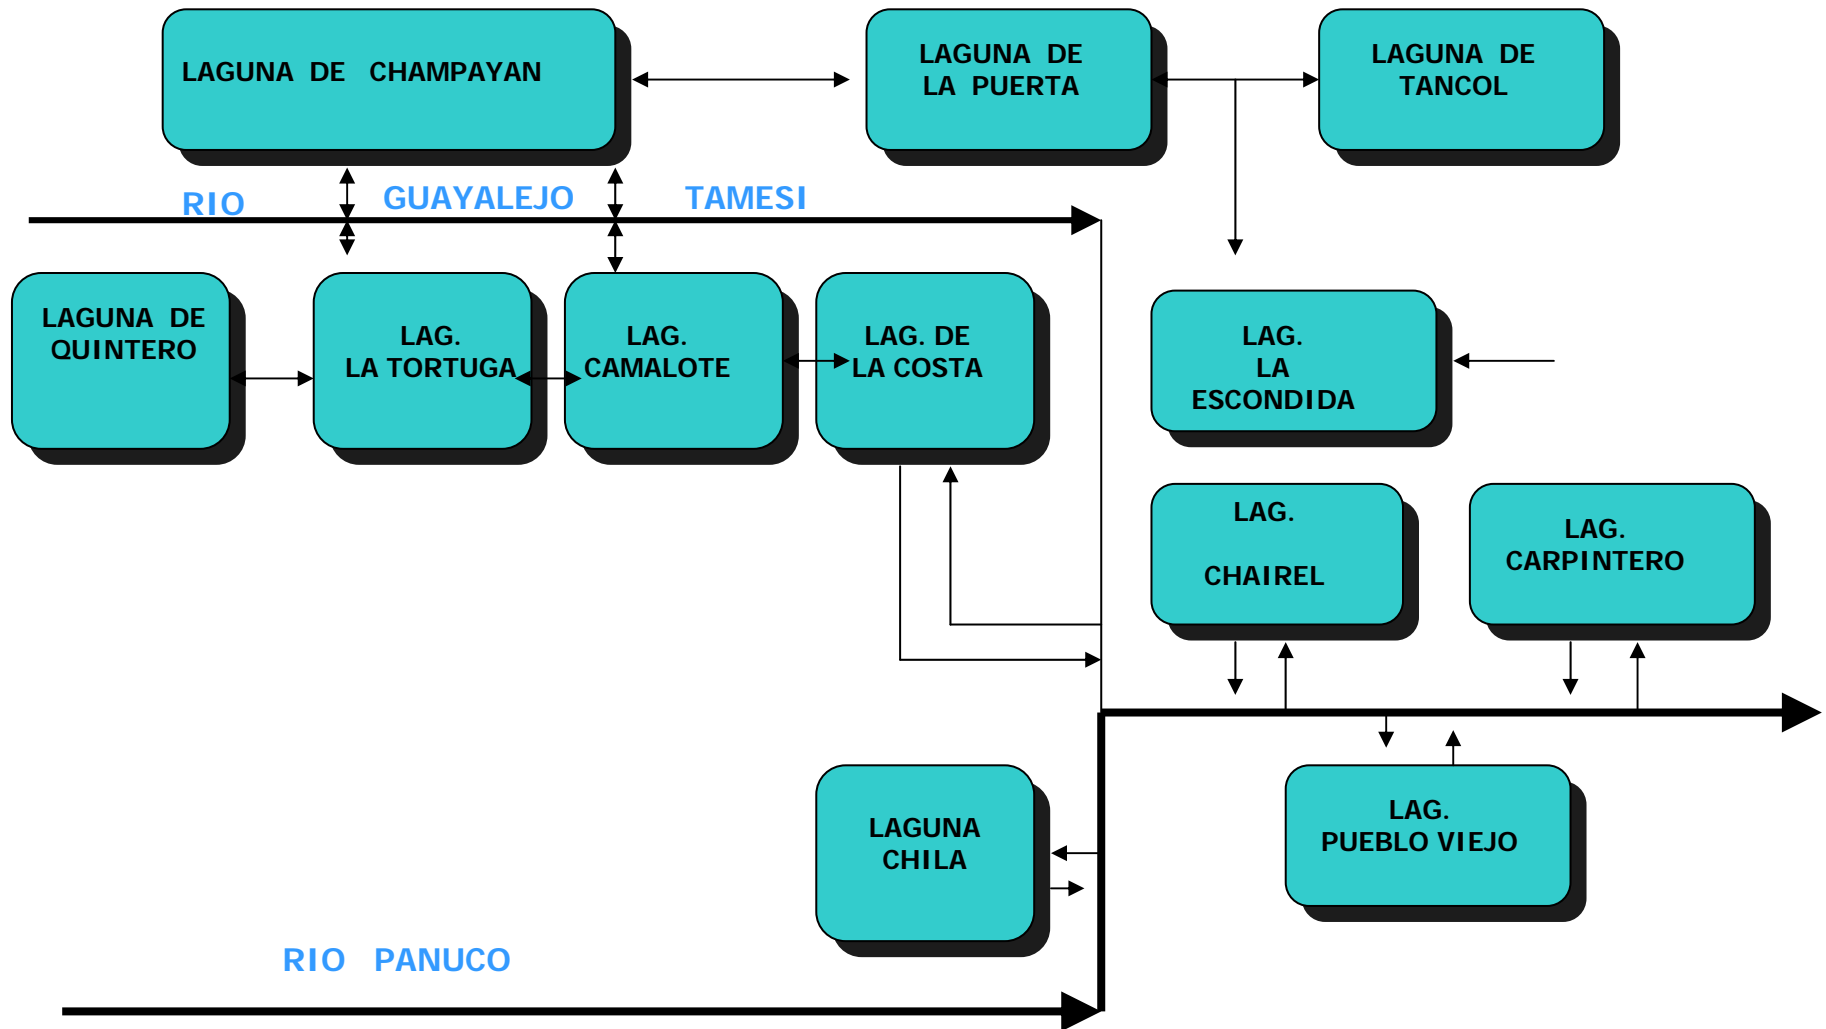 LAGUNA DE CHAMPAYAN
LAGUNA DE
LA PUERTA
LAGUNA DE
TANCOL
RIO GUAYALEJO TAMESI
LAGUNA DE
QUINTERO
LAG.
LA TORTUGA
LAG.
CAMALOTE
LAG. DE
LA COSTA
LAG.
LA
ESCONDIDA
LAG.
CHAIREL
LAG.
CARPINTERO
LAGUNA
CHILA
LAG.
PUEBLO VIEJO
RIO PANUCO